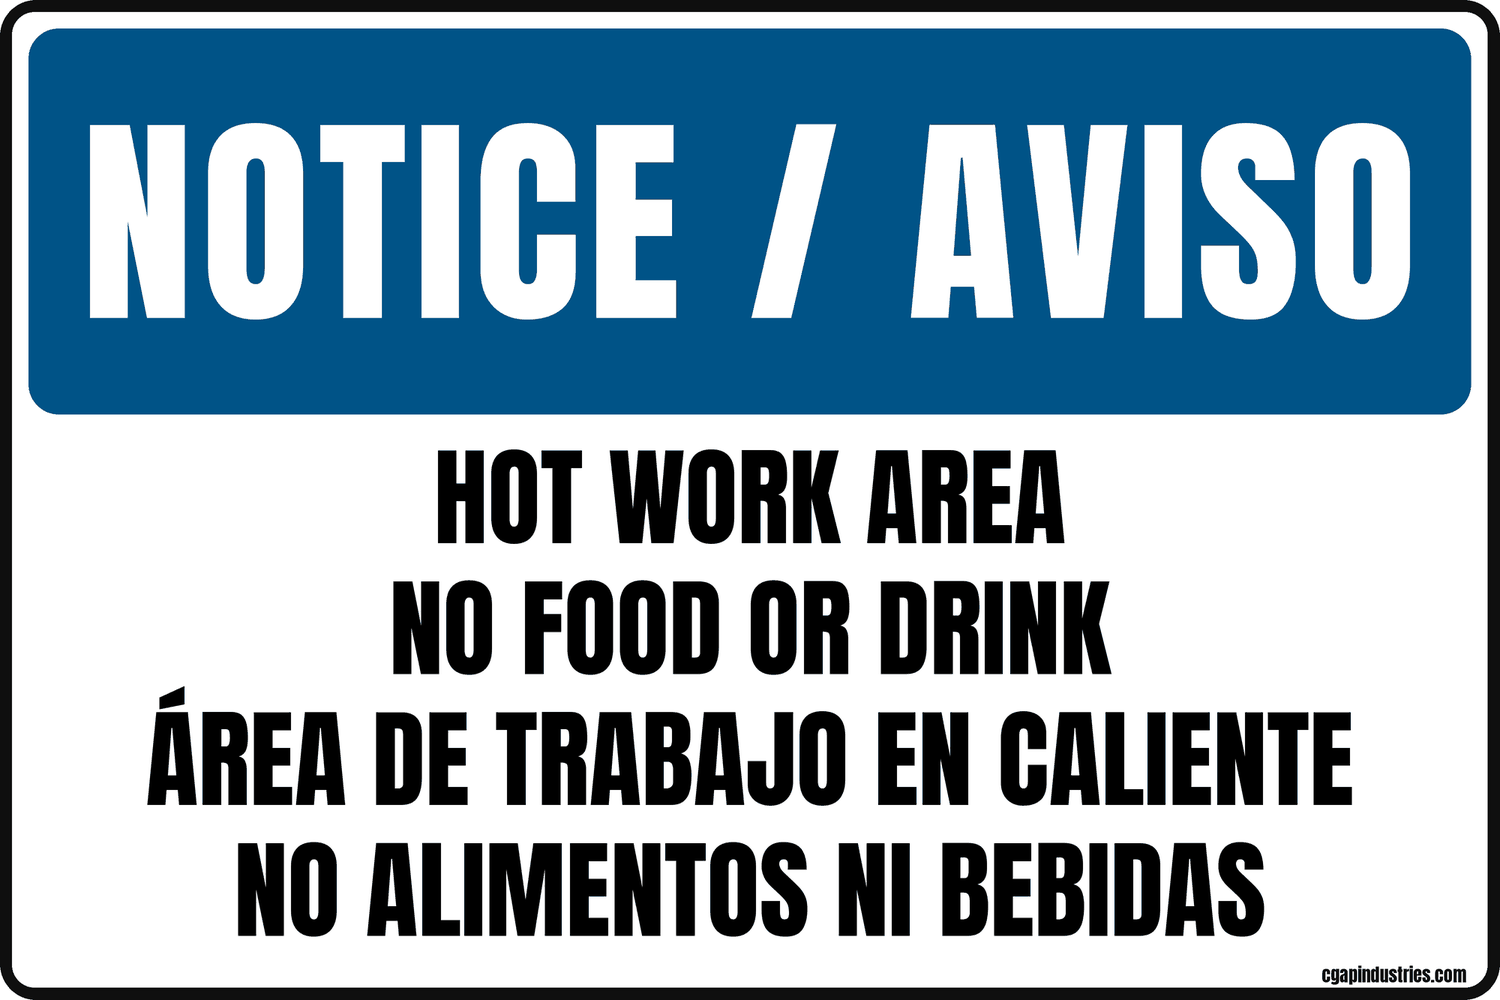 NOTICE / AVISO
HOT WORK AREA
NO FOOD OR DRINK
ÁREA DE TRABAJO EN CALIENTE
NO ALIMENTOS NI BEBIDAS
cgapindustries.com